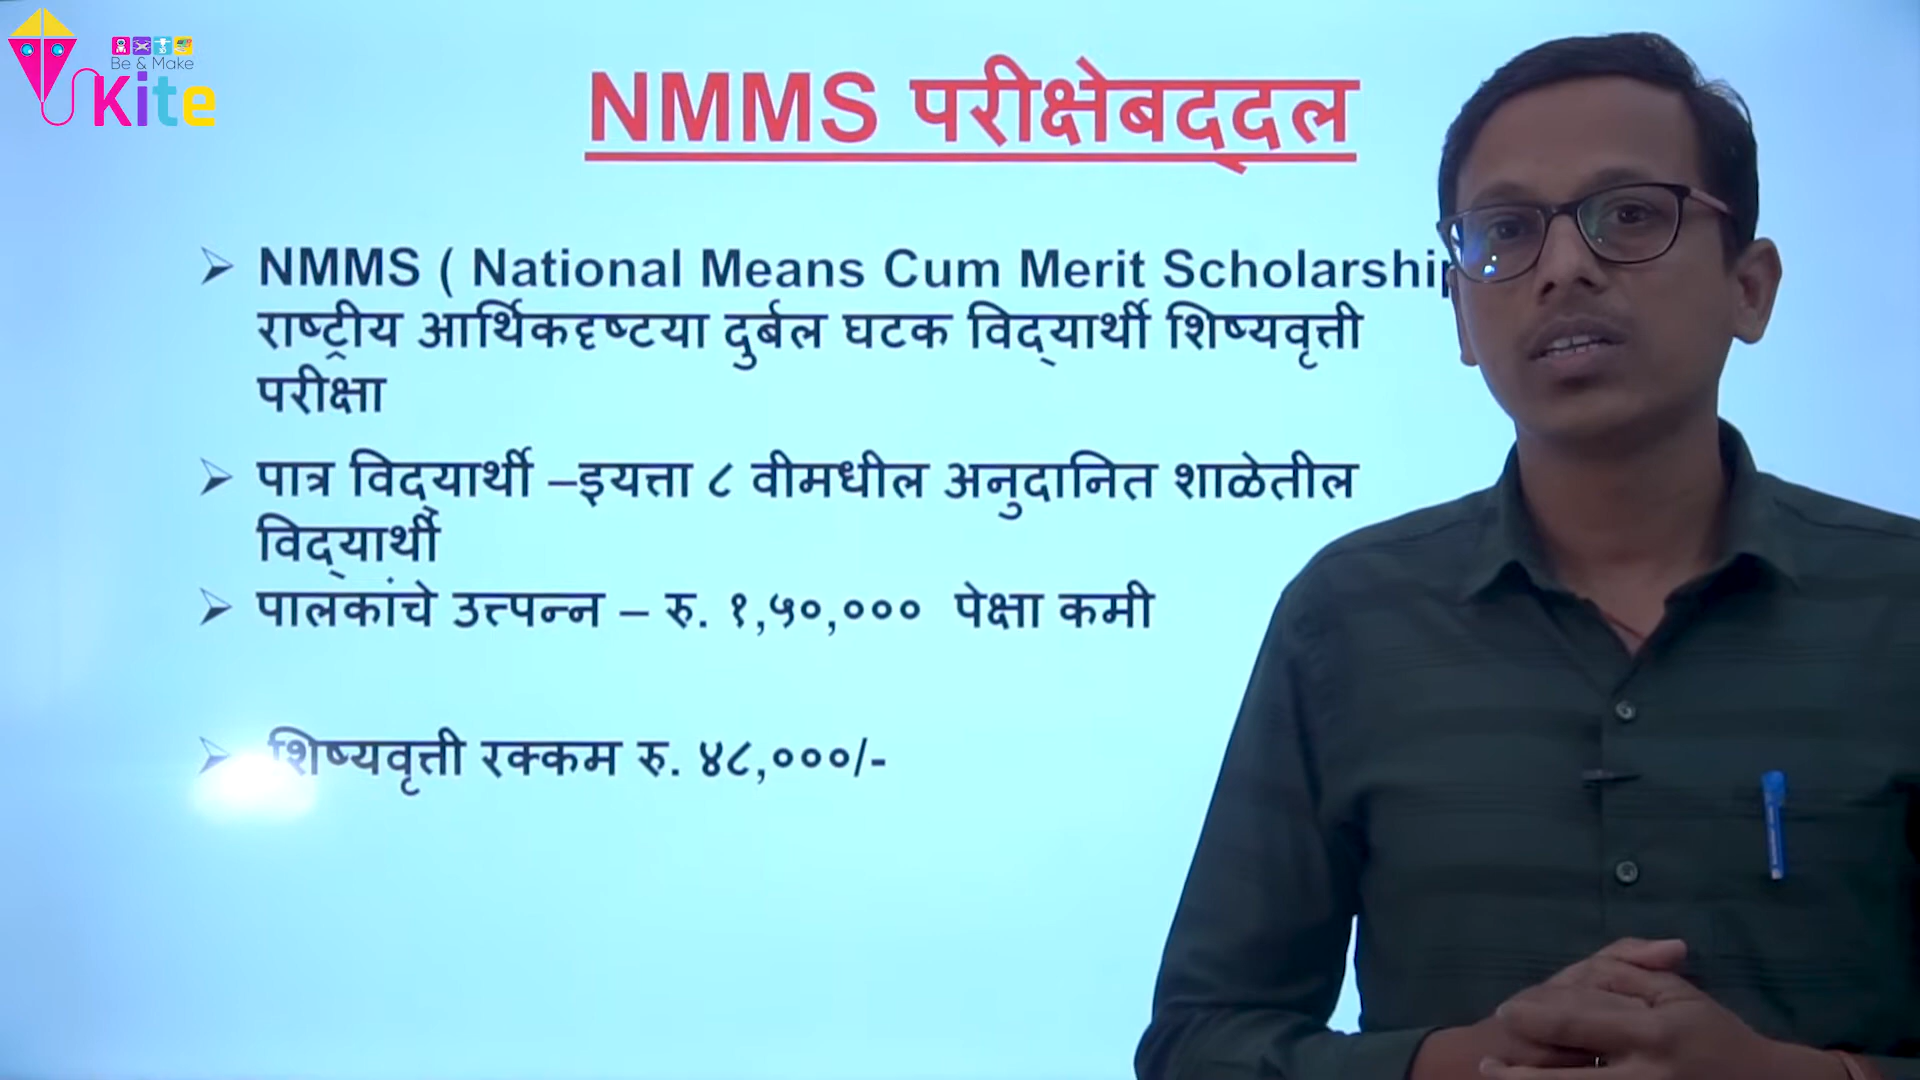 Be & Make
Kite
NMMS परीक्षेबद्दल
NMMS ( National Means Cum Merit Scholarship
राष्ट्रीय आर्थिकदृष्टया दुर्बल घटक विद्यार्थी शिष्यवृत्ती
परीक्षा
पात्र विद्यार्थी –इयत्ता ८ वीमधील अनुदानित शाळेतील
विद्यार्थी
पालकांचे उत्त्पन्न – रु. १,५०,००० पेक्षा कमी
शिष्यवृत्ती रक्कम रु. ४८,०००/-